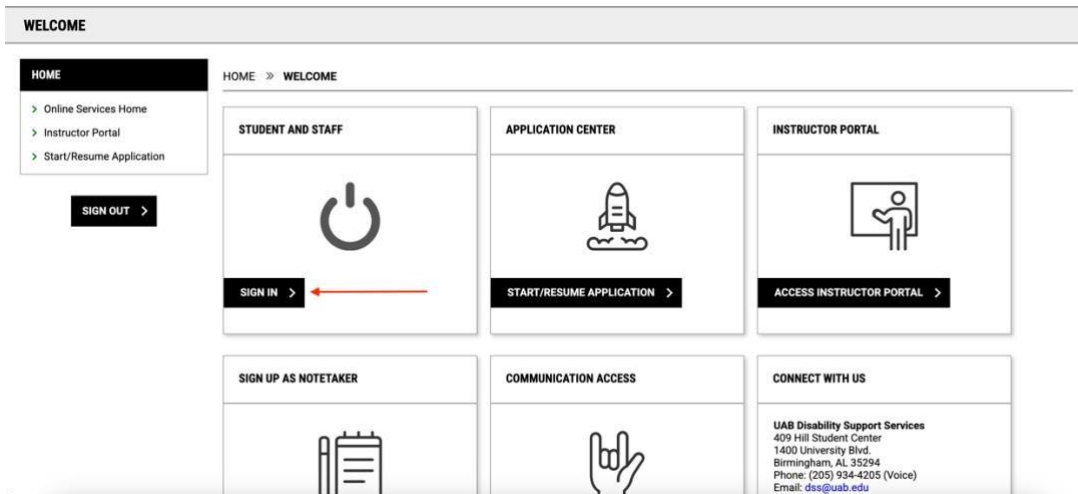 WELCOME
HOME
Online Services Home
Instructor Portal
Start/Resume Application
SIGN OUT
HOME » WELCOME
STUDENT AND STAFF
SIGN IN
APPLICATION CENTER
START/RESUME APPLICATION
INSTRUCTOR PORTAL
ACCESS INSTRUCTOR PORTAL
SIGN UP AS NOTETAKER
COMMUNICATION ACCESS
CONNECT WITH US
UAB Disability Support Services
409 Hill Student Center
1400 University Blvd.
Birmingham, AL 35294
Phone: (205) 934-4205 (Voice)
Email: dss@uab.edu